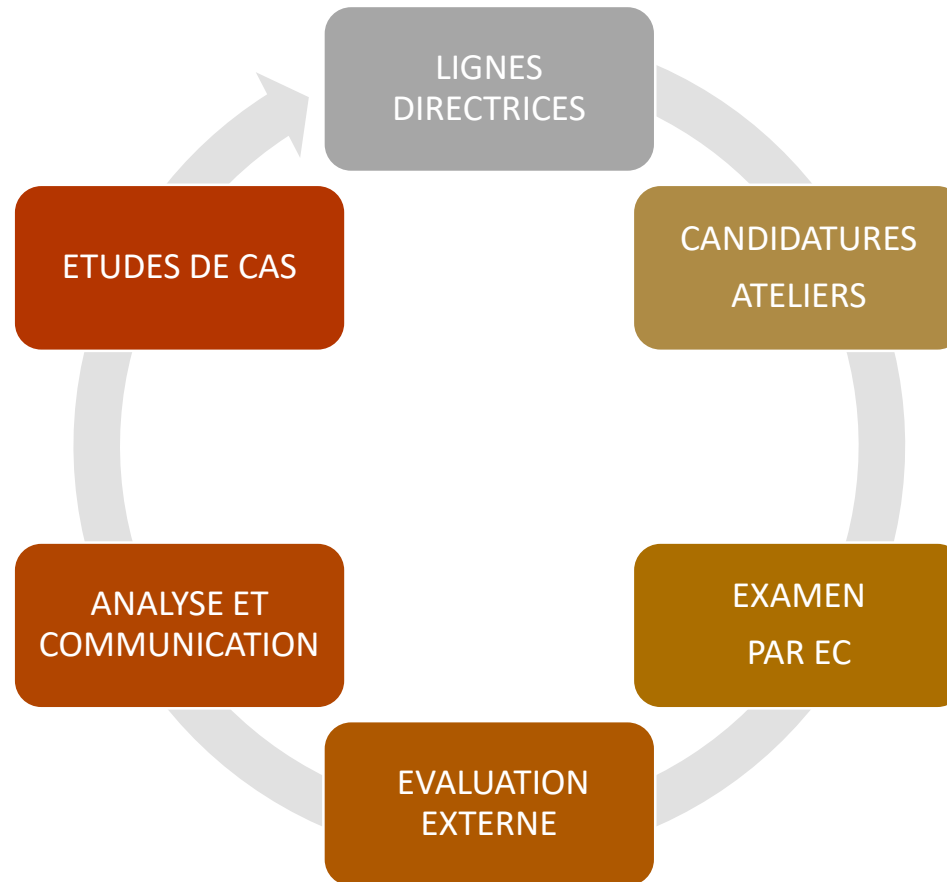 LIGNES
DIRECTRICES
CANDIDATURES
ATELIERS
EXAMEN
PAR EC
EVALUATION
EXTERNE
ANALYSE ET
COMMUNICATION
ETUDES DE CAS